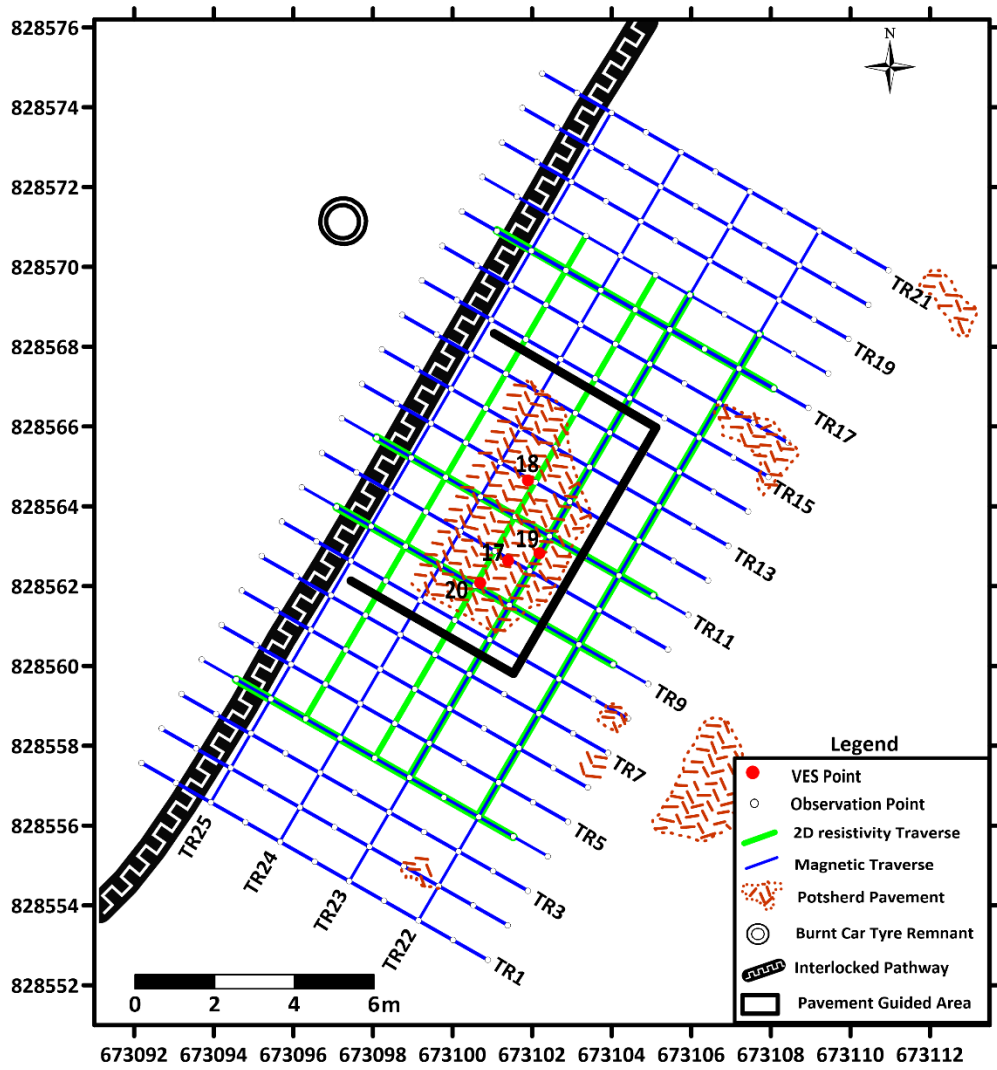 828576
828574
828572
828570
828568
828566
828564
828562
828560
828558
828556
828554
828552
N
TR21
TR19
TR17
TR15
TR13
TR11
TR9
TR7
TR5
TR3
TR1
TR25
TR24
TR23
TR22
18
19
17
20
Legend
VES Point
Observation Point
2D resistivity Traverse
Magnetic Traverse
Potsherd Pavement
Burnt Car Tyre Remnant
Interlocked Pathway
Pavement Guided Area
0 2 4 6m
673092 673094 673096 673098 673100 673102 673104 673106 673108 673110 673112